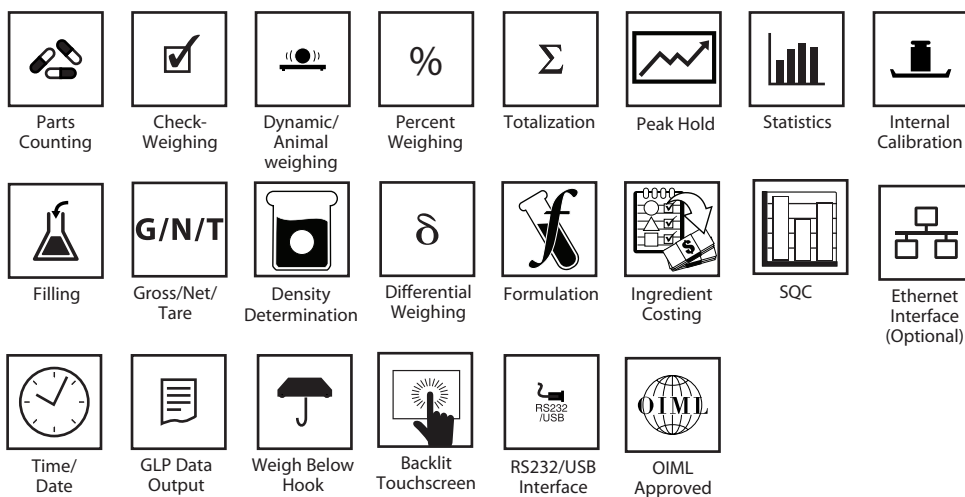 Parts
Counting
Check-
Weighing
Dynamic/
Animal
weighing
%
Percent
Weighing
Σ
Totalization
Peak Hold
Statistics
Internal
Calibration
Filling
G/N/T
Gross/Net/
Tare
Density
Determination
δ
Differential
Weighing
f
Formulation
$
Ingredient
Costing
SQC
Ethernet
Interface
(Optional)
Time/
Date
GLP Data
Output
Weigh Below
Hook
Backlit
Touchscreen
RS232
/USB
RS232/USB
Interface
OIML
OIML
Approved